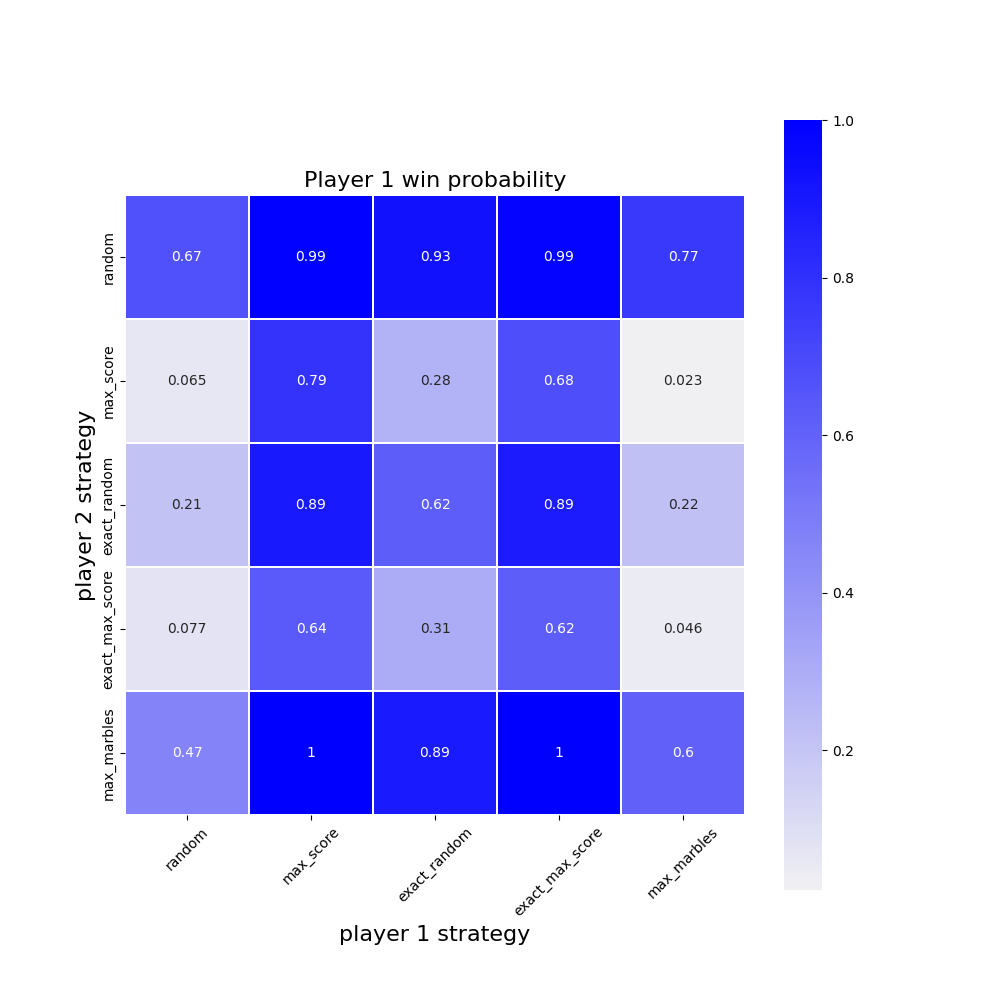 Player 1 win probability
player 2 strategy
random
0.67 0.99 0.93 0.99 0.77
max_score
0.065 0.79 0.28 0.68 0.023
exact_random
0.21 0.89 0.62 0.89 0.22
exact_max_score
0.077 0.64 0.31 0.62 0.046
max_marbles
0.47 1 0.89 1 0.6
random max_score exact_random exact_max_score max_marbles
player 1 strategy
1.0
0.8
0.6
0.4
0.2